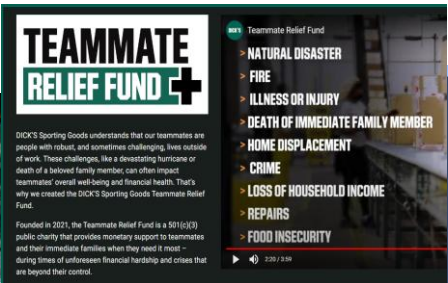 TEAMMATE
RELIEF FUND
DICK'S Sporting Goods understands that our teammates are
people with robust, and sometimes challenging, lives outside
of work. These challenges, like a devastating hurricane or
death of a beloved family member, can often impact
teammates' overall well-being and financial health. That's
why we created the DICK'S Sporting Goods Teammate Relief
Fund.
Founded in 2021, the Teammate Relief Fund is a 501(c)(3)
public charity that provides monetary support to teammates
and their immediate families when they need it most –
during times of unforeseen financial hardship and crises that
are beyond their control.
DICK'S Teammate Relief Fund
> NATURAL DISASTER
> FIRE
> ILLNESS OR INJURY
> DEATH OF IMMEDIATE FAMILY MEMBER
> HOME DISPLACEMENT
> CRIME
> LOSS OF HOUSEHOLD INCOME
> REPAIRS
> FOOD INSECURITY
2:20 / 3:59